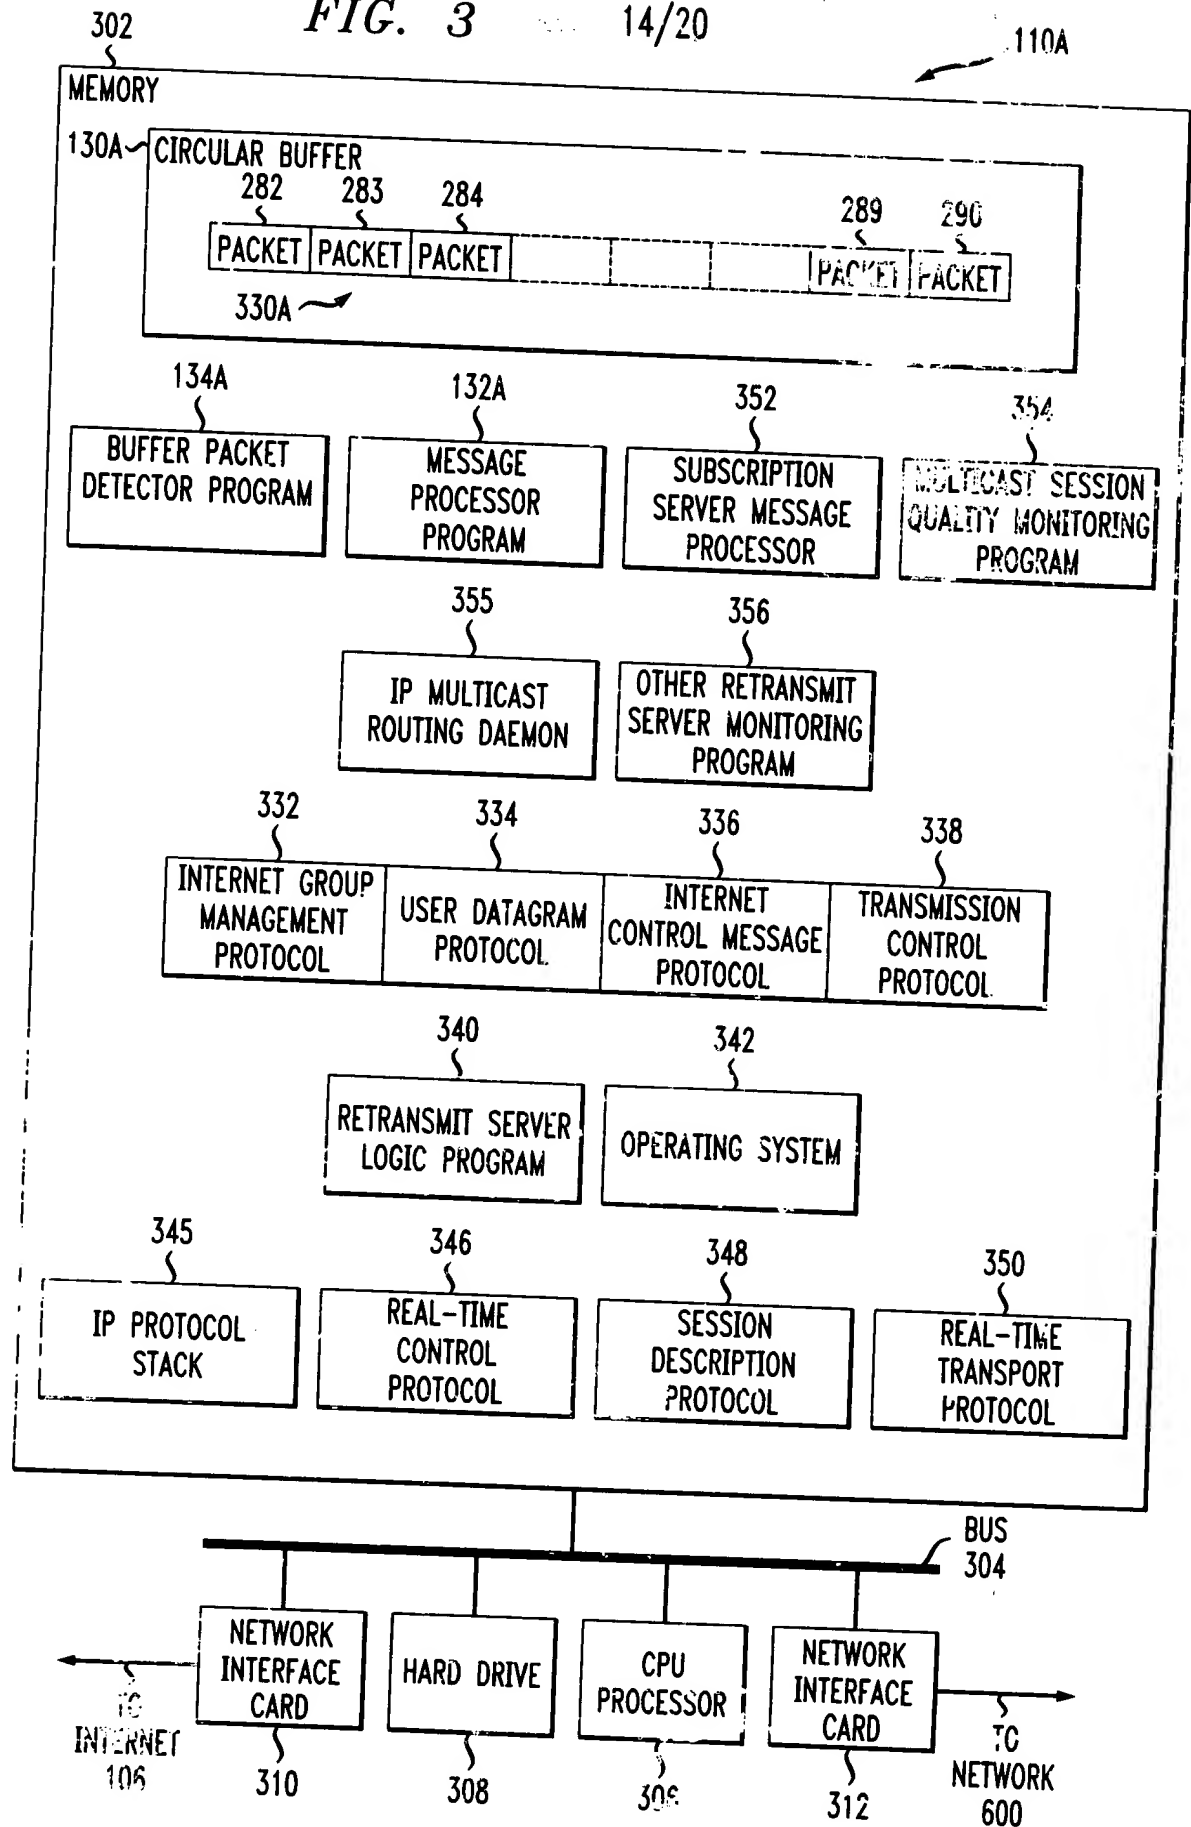 FIG. 3
14/20
302
110A
MEMORY
130A
CIRCULAR BUFFER
282
283
284
289
290
PACKET
PACKET
PACKET
PACKET
PACKET
330A
134A
132A
352
354
BUFFER PACKET
DETECTOR PROGRAM
MESSAGE
PROCESSOR
PROGRAM
SUBSCRIPTION
SERVER MESSAGE
PROCESSOR
MULTICAST SESSION
QUALITY MONITORING
PROGRAM
355
356
IP MULTICAST
ROUTING DAEMON
OTHER RETRANSMIT
SERVER MONITORING
PROGRAM
332
334
336
338
INTERNET GROUP
MANAGEMENT
PROTOCOL
USER DATAGRAM
PROTOCOL
INTERNET
CONTROL MESSAGE
PROTOCOL
TRANSMISSION
CONTROL
PROTOCOL
340
342
RETRANSMIT SERVER
LOGIC PROGRAM
OPERATING SYSTEM
345
346
348
350
IP PROTOCOL
STACK
REAL-TIME
CONTROL
PROTOCOL
SESSION
DESCRIPTION
PROTOCOL
REAL-TIME
TRANSPORT
PROTOCOL
BUS
304
NETWORK
INTERFACE
CARD
HARD DRIVE
CPU
PROCESSOR
NETWORK
INTERFACE
CARD
TO
INTERNET
106
310
308
306
312
TO
NETWORK
600